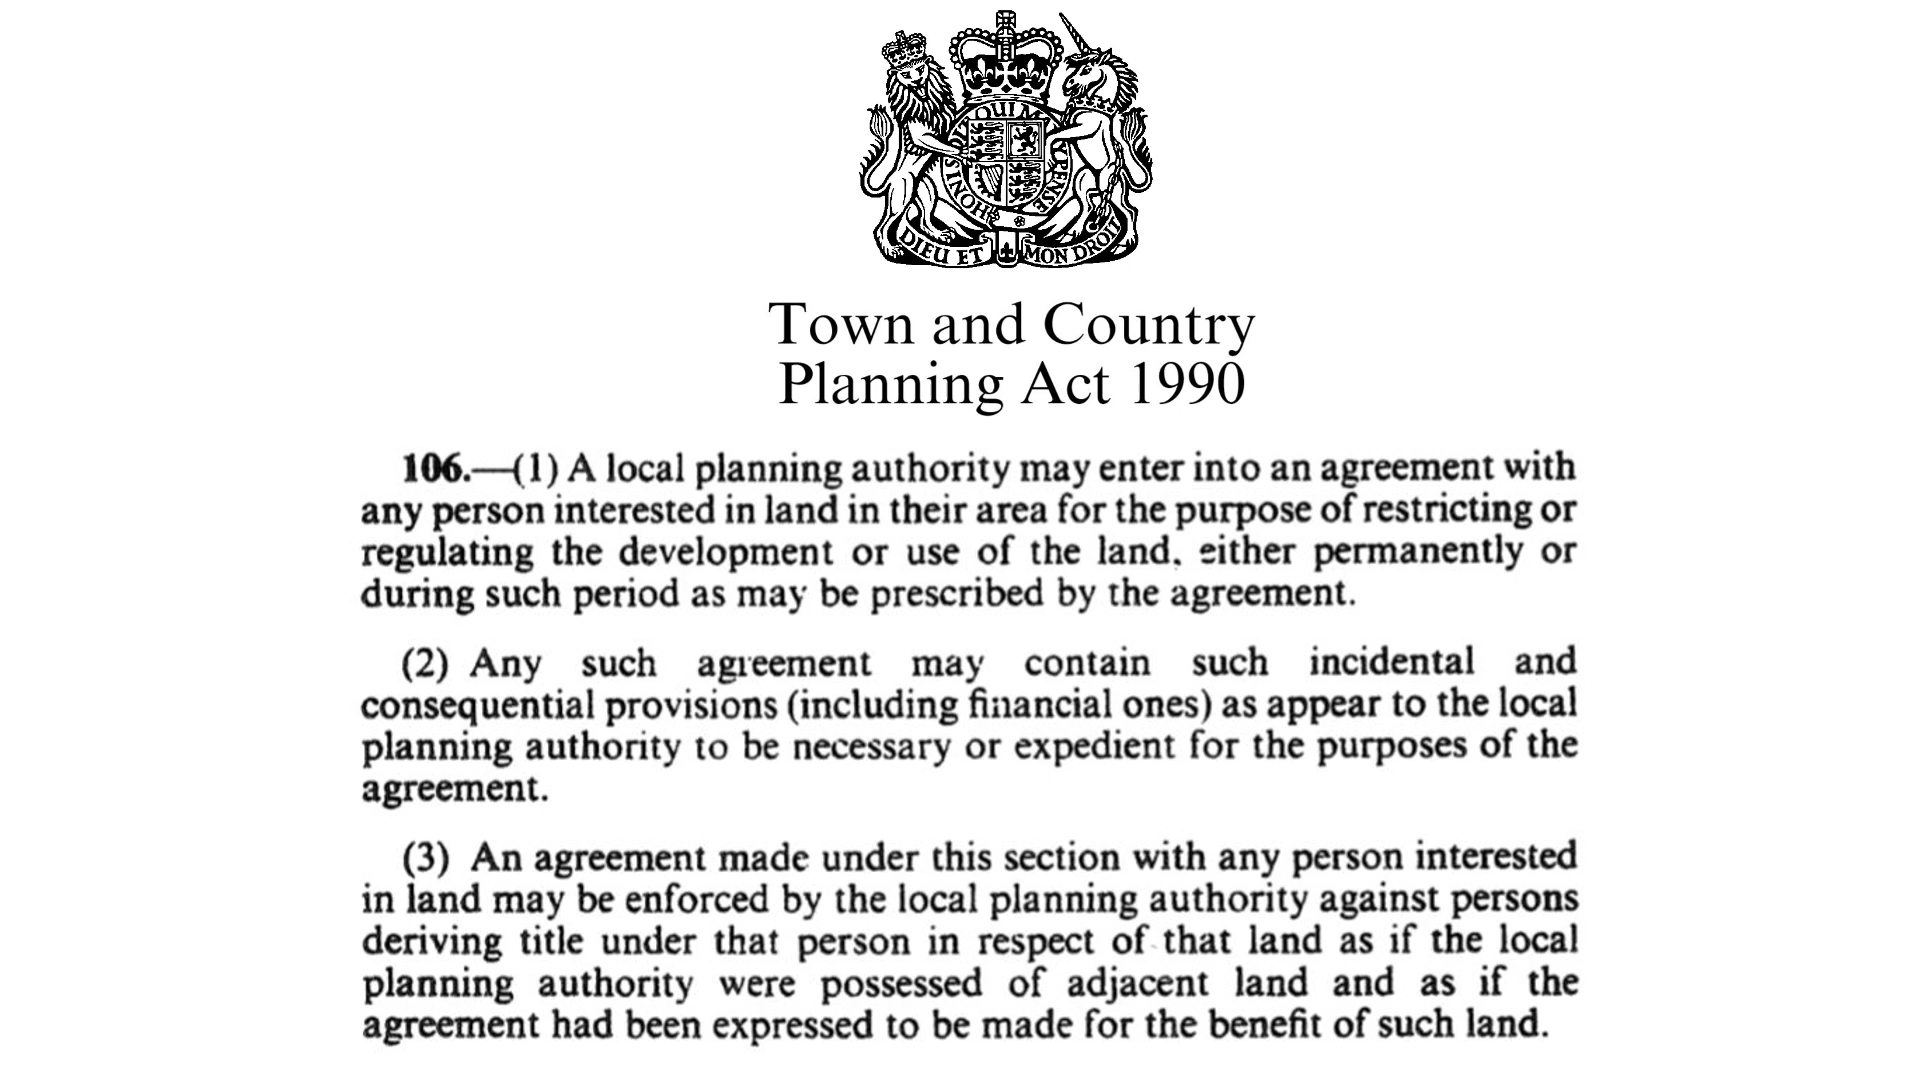 QUI M
Y PENSE
HONI S
DIEU ET MON DROIT
Town and Country
Planning Act 1990
106.—(1) A local planning authority may enter into an agreement with
any person interested in land in their area for the purpose of restricting or
regulating the development or use of the land, either permanently or
during such period as may be prescribed by the agreement.
(2) Any such agreement may contain such incidental and
consequential provisions (including financial ones) as appear to the local
planning authority to be necessary or expedient for the purposes of the
agreement.
(3) An agreement made under this section with any person interested
in land may be enforced by the local planning authority against persons
deriving title under that person in respect of that land as if the local
planning authority were possessed of adjacent land and as if the
agreement had been expressed to be made for the benefit of such land.